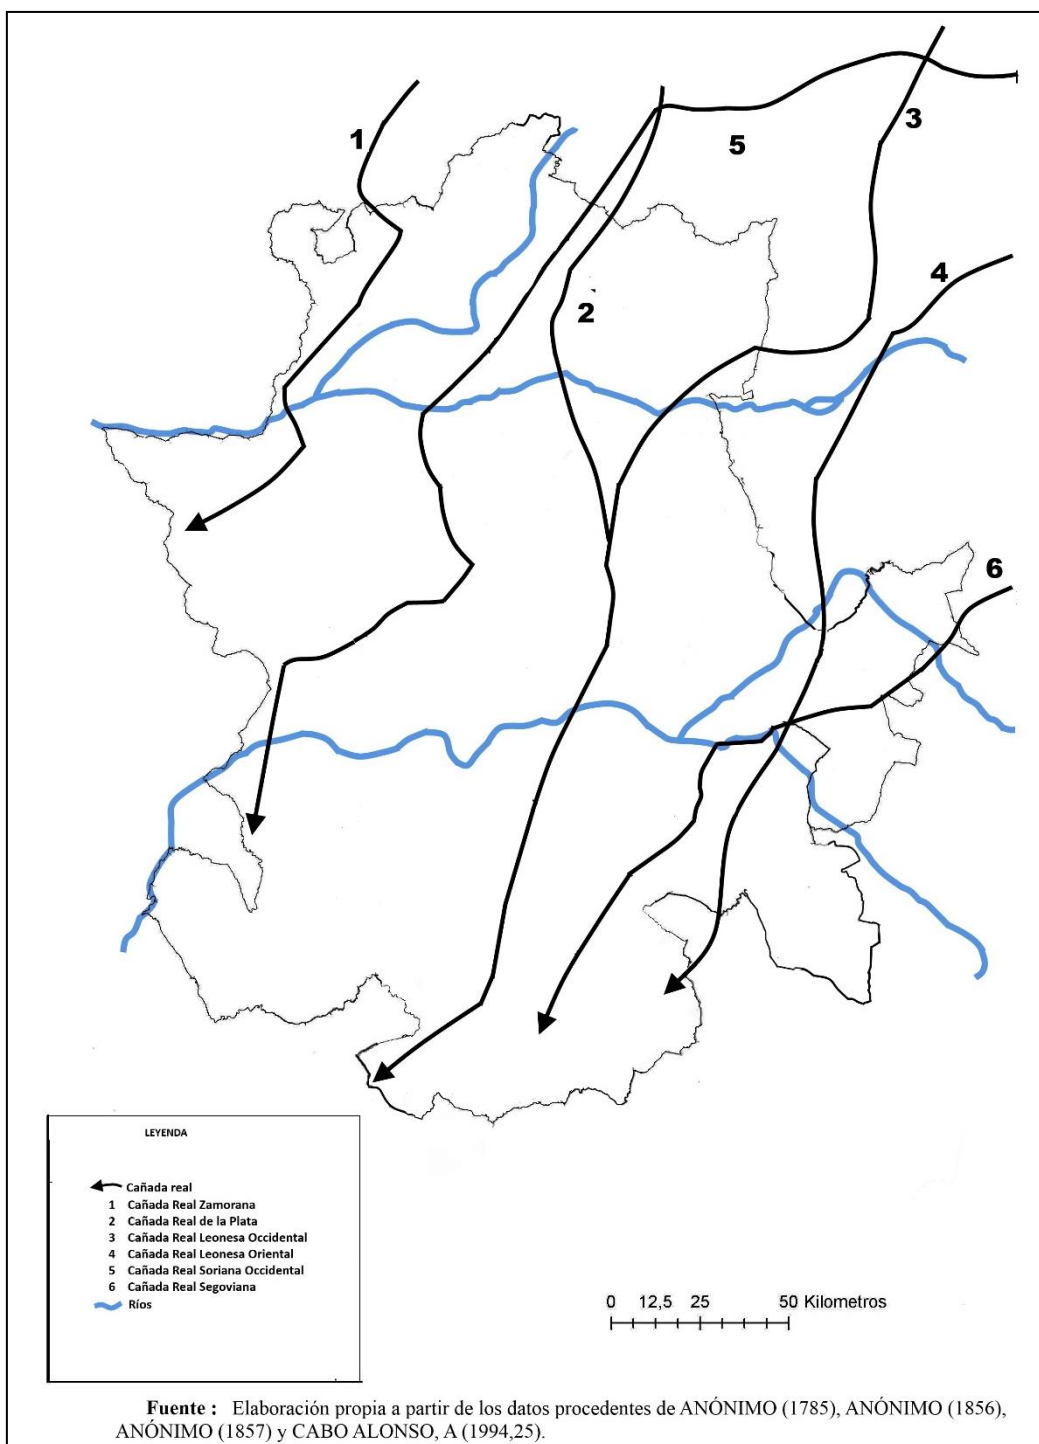 1
3
5
4
2
6
LEYENDA
Cañada real
1 Cañada Real Zamorana
2 Cañada Real de la Plata
3 Cañada Real Leonesa Occidental
4 Cañada Real Leonesa Oriental
5 Cañada Real Soriana Occidental
6 Cañada Real Segoviana
Ríos
0 12,5 25 50 Kilometros
Fuente : Elaboración propia a partir de los datos procedentes de ANÓNIMO (1785), ANÓNIMO (1856),
ANÓNIMO (1857) y CABO ALONSO, A (1994,25).